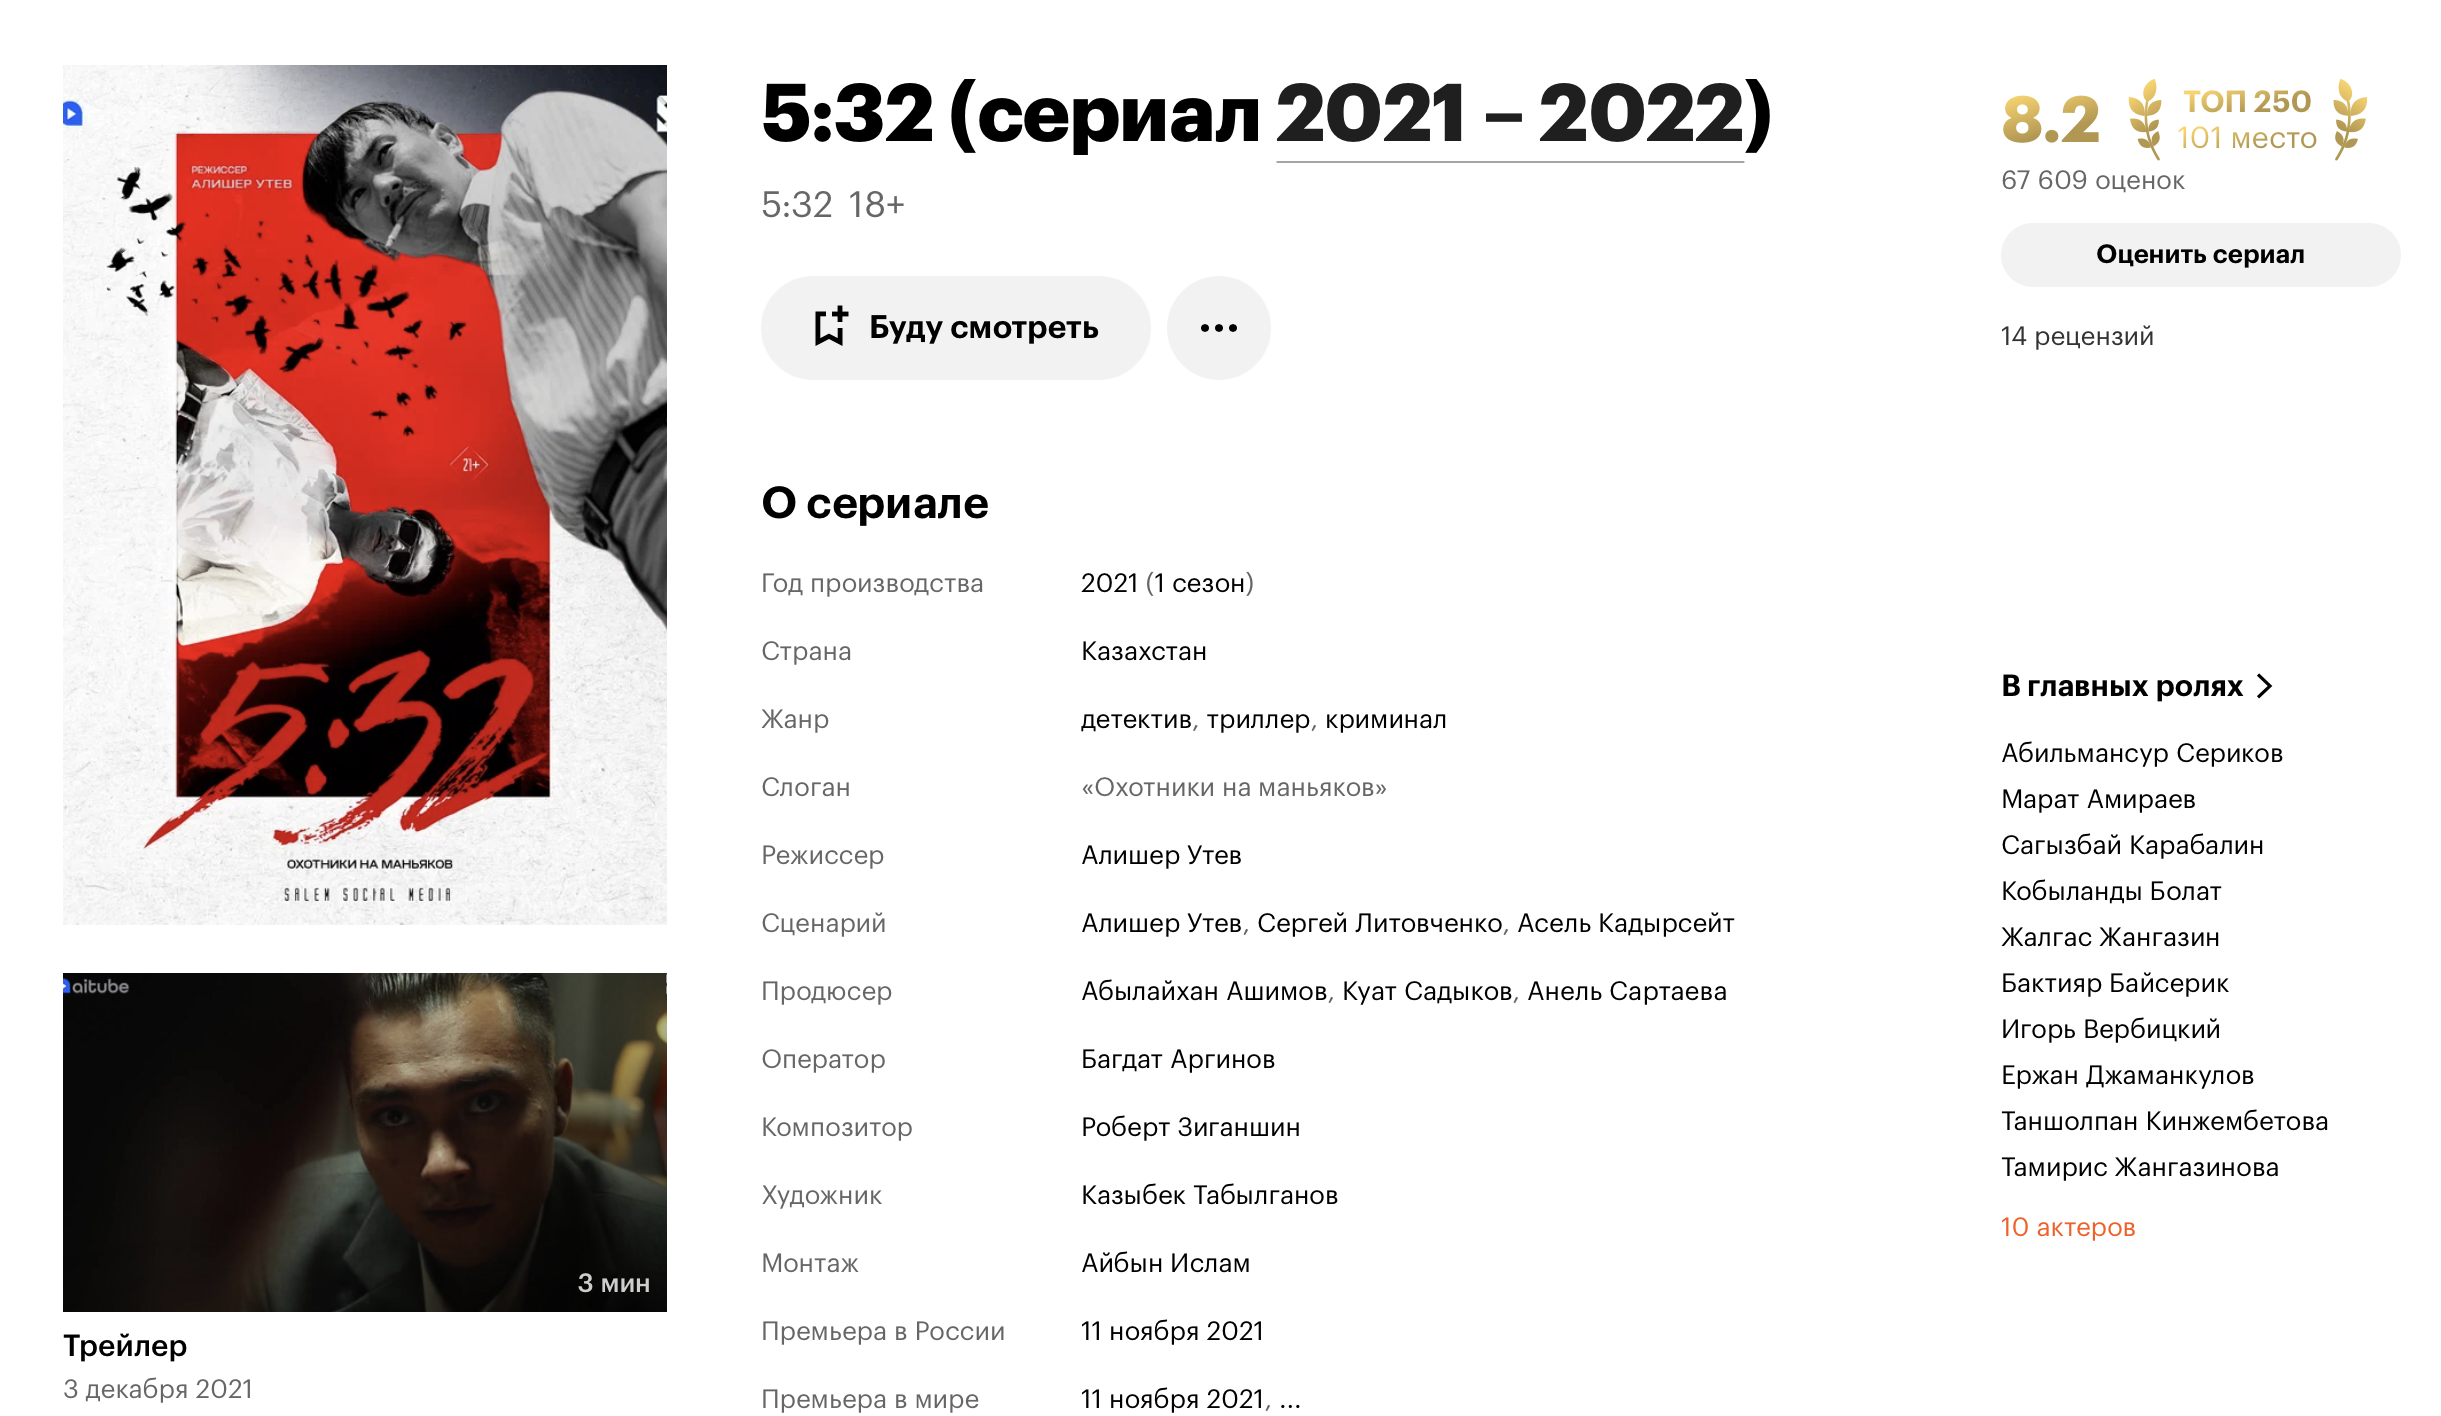 РЕЖИССЕР
АЛИШЕР УТЕВ
21+
5:32
ОХОТНИКИ НА МАНЬЯКОВ
SALEM SOCIAL MEDIA
aitube
3 мин
Трейлер
3 декабря 2021
5:32 (сериал 2021 – 2022)
5:32 18+
Буду смотреть
О сериале
Год производства 2021 (1 сезон)
Страна Казахстан
Жанр детектив, триллер, криминал
Слоган «Охотники на маньяков»
Режиссер Алишер Утев
Сценарий Алишер Утев, Сергей Литовченко, Асель Кадырсейт
Продюсер Абылайхан Ашимов, Куат Садыков, Анель Сартаева
Оператор Багдат Аргинов
Композитор Роберт Зиганшин
Художник Казыбек Табылганов
Монтаж Айбын Ислам
Премьера в России 11 ноября 2021
Премьера в мире 11 ноября 2021, ...
8.2
ТОП 250
101 место
67 609 оценок
Оценить сериал
14 рецензий
В главных ролях
Абильмансур Сериков
Марат Амираев
Сагызбай Карабалин
Кобыланды Болат
Жалгас Жангазин
Бактияр Байсерик
Игорь Вербицкий
Ержан Джаманкулов
Таншолпан Кинжембетова
Тамирис Жангазинова
10 актеров